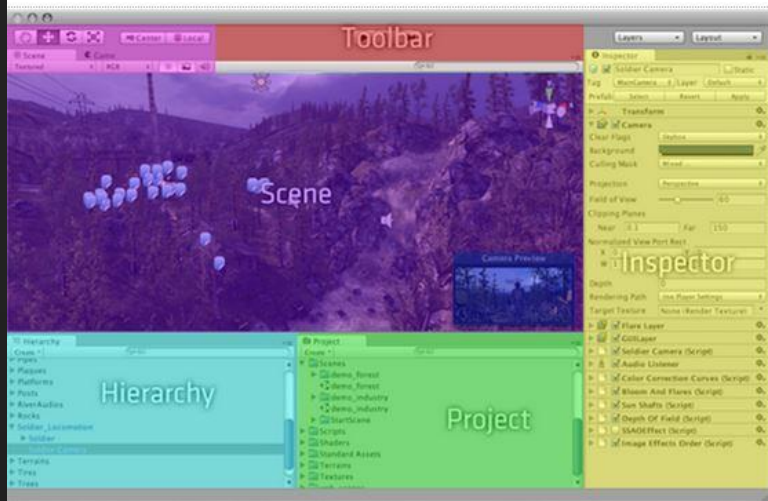 Toolbar
Center Local
Layers Layout
Scene Game
Textured RGB
Scene
Camera Preview
Inspector
Soldier Camera Static
Tag MainCamera Layer Default
Prefab Select Revert Apply
Transform
Camera
Clear Flags Skybox
Background
Culling Mask Mixed ...
Projection Perspective
Field of View 60
Clipping Planes
Near 0.1 Far 150
Normalized View Port Rect
Inspector
Depth 0
Rendering Path Use Player Settings
Target Texture None (Render Texture)
Flare Layer
GUILayer
Soldier Camera (Script)
Audio Listener
Color Correction Curves (Script)
Bloom And Flares (Script)
Sun Shafts (Script)
Depth Of Field (Script)
SSAOEffect (Script)
Image Effects Order (Script)
Hierarchy
Create
Pipes
Plaques
Platforms
Posts
RiverAudios
Rocks
Soldier_Locomotion
Soldier
Soldier Camera
Terrains
Tires
Trees
Hierarchy
Project
Create
Scenes
demo_forest
demo_forest
demo_industry
demo_industry
StartScene
Scripts
Shaders
Standard Assets
Terrains
Textures
Project